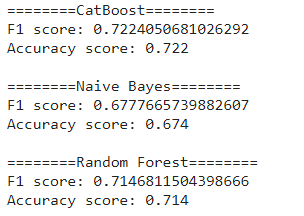 ========CatBoost========
F1 score: 0.7224050681026292
Accuracy score: 0.722
========Naive Bayes========
F1 score: 0.6777665739882607
Accuracy score: 0.674
========Random Forest========
F1 score: 0.7146811504398666
Accuracy score: 0.714